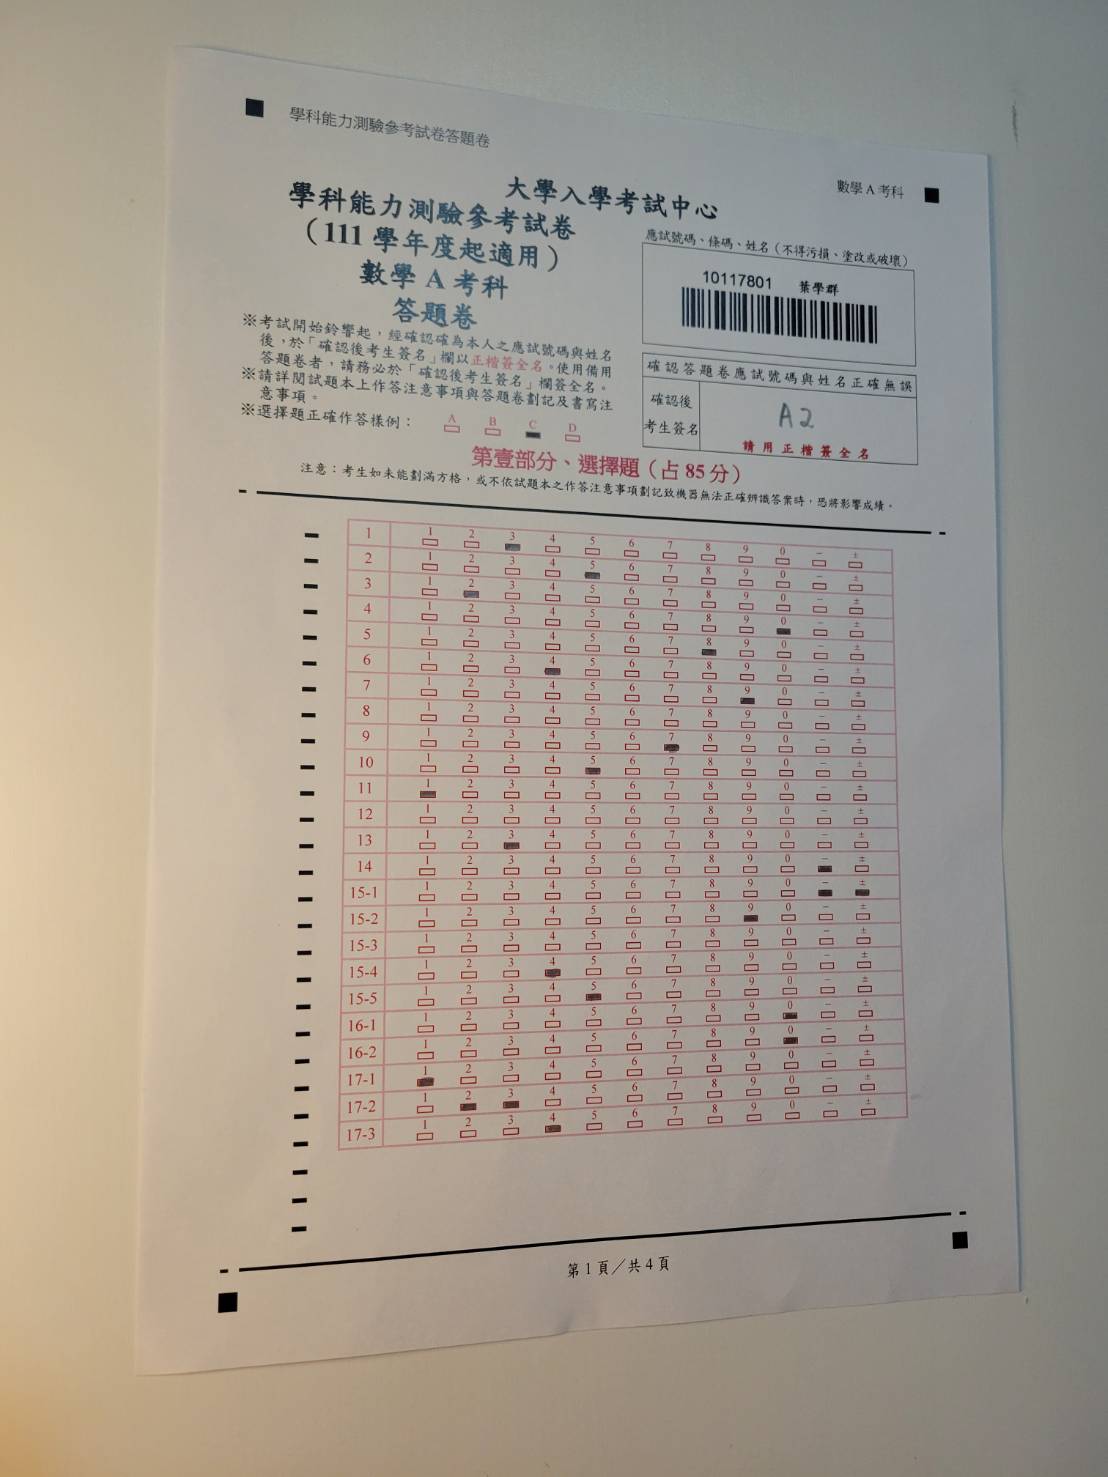 學科能力測驗參考試卷答題卷
數學 A 考科
大學入學考試中心
學科能力測驗參考試卷
（111 學年度起適用）
數學 A 考科
答題卷
應試號碼、條碼、姓名（不得污損、塗改或破壞）
10117801 葉學群
※考試開始鈴響起，經確認確為本人之應試號碼與姓名
後，於「確認後考生簽名」欄以正楷簽全名。使用備用
答題卷者，請務必於「確認後考生簽名」欄簽全名。
※請詳閱試題本上作答注意事項與答題卷劃記及書寫注
意事項。
※選擇題正確作答樣例： A B C D
確認答題卷應試號碼與姓名正確無誤
確認後
考生簽名
A2
請用正楷簽全名
第壹部分、選擇題（占 85 分）
注意：考生如未能劃滿方格，或不依試題本之作答注意事項劃記致機器無法正確辨識答案時，恐將影響成績。
1 1 2 3 4 5 6 7 8 9 0 − ±
2 1 2 3 4 5 6 7 8 9 0 − ±
3 1 2 3 4 5 6 7 8 9 0 − ±
4 1 2 3 4 5 6 7 8 9 0 − ±
5 1 2 3 4 5 6 7 8 9 0 − ±
6 1 2 3 4 5 6 7 8 9 0 − ±
7 1 2 3 4 5 6 7 8 9 0 − ±
8 1 2 3 4 5 6 7 8 9 0 − ±
9 1 2 3 4 5 6 7 8 9 0 − ±
10 1 2 3 4 5 6 7 8 9 0 − ±
11 1 2 3 4 5 6 7 8 9 0 − ±
12 1 2 3 4 5 6 7 8 9 0 − ±
13 1 2 3 4 5 6 7 8 9 0 − ±
14 1 2 3 4 5 6 7 8 9 0 − ±
15-1 1 2 3 4 5 6 7 8 9 0 − ±
15-2 1 2 3 4 5 6 7 8 9 0 − ±
15-3 1 2 3 4 5 6 7 8 9 0 − ±
15-4 1 2 3 4 5 6 7 8 9 0 − ±
15-5 1 2 3 4 5 6 7 8 9 0 − ±
16-1 1 2 3 4 5 6 7 8 9 0 − ±
16-2 1 2 3 4 5 6 7 8 9 0 − ±
17-1 1 2 3 4 5 6 7 8 9 0 − ±
17-2 1 2 3 4 5 6 7 8 9 0 − ±
17-3 1 2 3 4 5 6 7 8 9 0 − ±
第 1 頁／共 4 頁